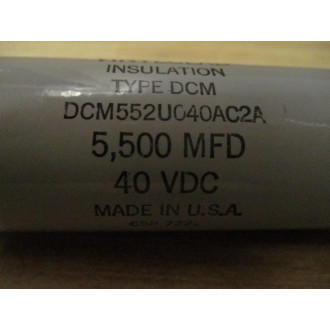 INSULATION
TYPE DCM
DCM552U040AC2A
5,500 MFD
40 VDC
MADE IN U.S.A.